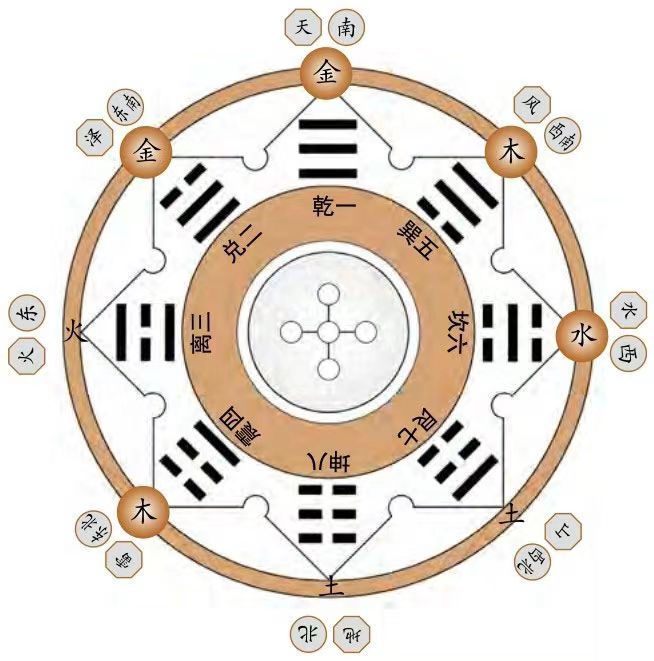 天
南
金
泽
东南
金
风
西南
木
乾一
兑二
巽五
东
火
火
离三
坎六
水
水
西
震四
艮七
坤八
木
东北
雷
土
山
西北
土
北
地